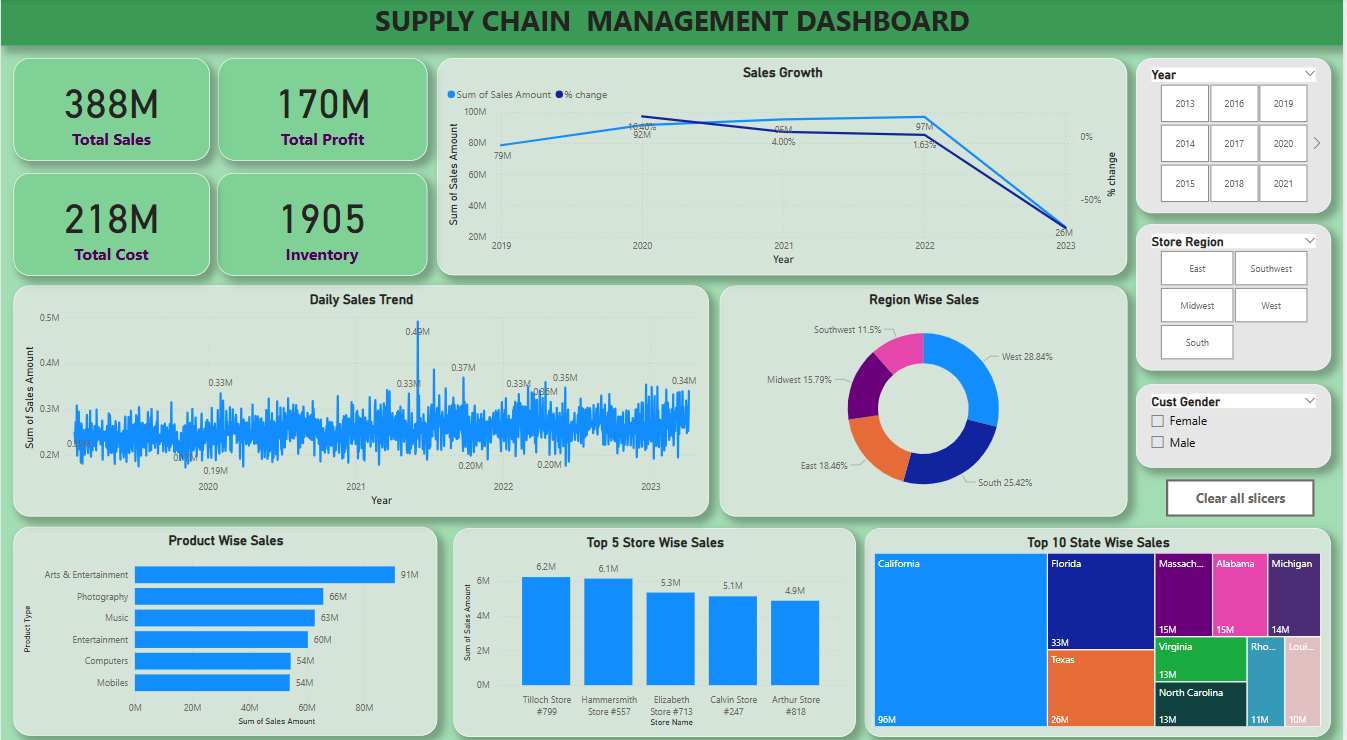 SUPPLY CHAIN MANAGEMENT DASHBOARD
388M
Total Sales
170M
Total Profit
218M
Total Cost
1905
Inventory
Sales Growth
Sum of Sales Amount % change
Sum of Sales Amount
100M
80M
60M
40M
20M
79M
16.40%
92M
95M
4.00%
97M
1.63%
26M
0%
-50%
% change
2019 2020 2021 2022 2023
Year
Year
2013 2016 2019
2014 2017 2020
2015 2018 2021
Store Region
East Southwest
Midwest West
South
Cust Gender
Female
Male
Clear all slicers
Daily Sales Trend
Sum of Sales Amount
0.5M
0.4M
0.3M
0.2M
0.33M
0.19M
0.33M
0.49M
0.37M
0.20M
0.33M
0.35M
0.20M
0.34M
2020 2021 2022 2023
Year
Region Wise Sales
Southwest 11.5%
West 28.84%
Midwest 15.79%
East 18.46%
South 25.42%
Product Wise Sales
Product Type
Arts & Entertainment 91M
Photography 66M
Music 63M
Entertainment 60M
Computers 54M
Mobiles 54M
0M 20M 40M 60M 80M
Sum of Sales Amount
Top 5 Store Wise Sales
Sum of Sales Amount
6M
4M
2M
0M
6.2M 6.1M 5.3M 5.1M 4.9M
Tilloch Store Hammersmith Elizabeth Calvin Store Arthur Store
#799 Store #557 Store #713 #247 #818
Store Name
Top 10 State Wise Sales
California
96M
Florida
33M
Texas
26M
Massach...
15M
Alabama
15M
Michigan
14M
Virginia
13M
North Carolina
13M
Rho...
11M
Loui...
10M